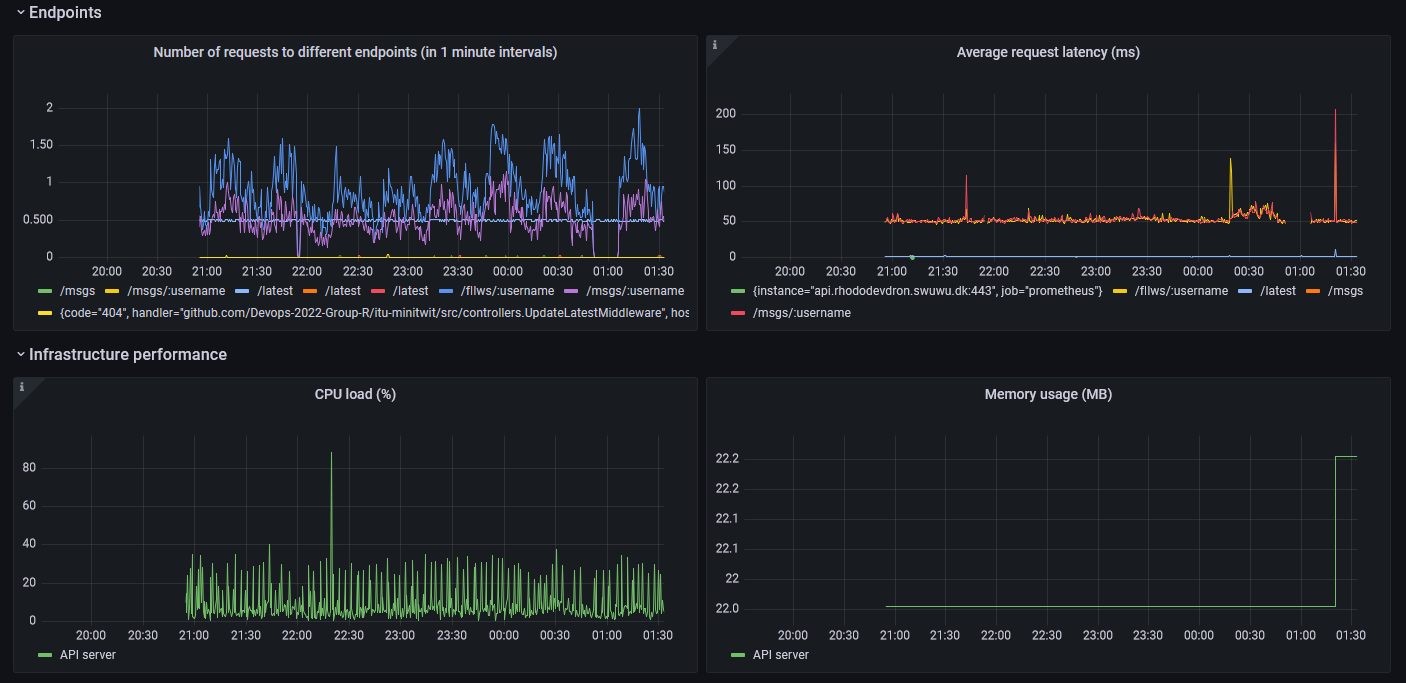 Endpoints
Number of requests to different endpoints (in 1 minute intervals)
2
1.50
1
0.500
0
20:00 20:30 21:00 21:30 22:00 22:30 23:00 23:30 00:00 00:30 01:00 01:30
/msgs /msgs/:username /latest /latest /latest /fllws/:username /msgs/:username
{code="404", handler="github.com/Devops-2022-Group-R/itu-minitwit/src/controllers.UpdateLatestMiddleware", hos
i
Average request latency (ms)
200
150
100
50
0
20:00 20:30 21:00 21:30 22:00 22:30 23:00 23:30 00:00 00:30 01:00 01:30
{instance="api.rhododevdron.swuwu.dk:443", job="prometheus"} /fllws/:username /latest /msgs
/msgs/:username
Infrastructure performance
i
CPU load (%)
80
60
40
20
0
20:00 20:30 21:00 21:30 22:00 22:30 23:00 23:30 00:00 00:30 01:00 01:30
API server
Memory usage (MB)
22.2
22.2
22.1
22.1
22
22.0
20:00 20:30 21:00 21:30 22:00 22:30 23:00 23:30 00:00 00:30 01:00 01:30
API server